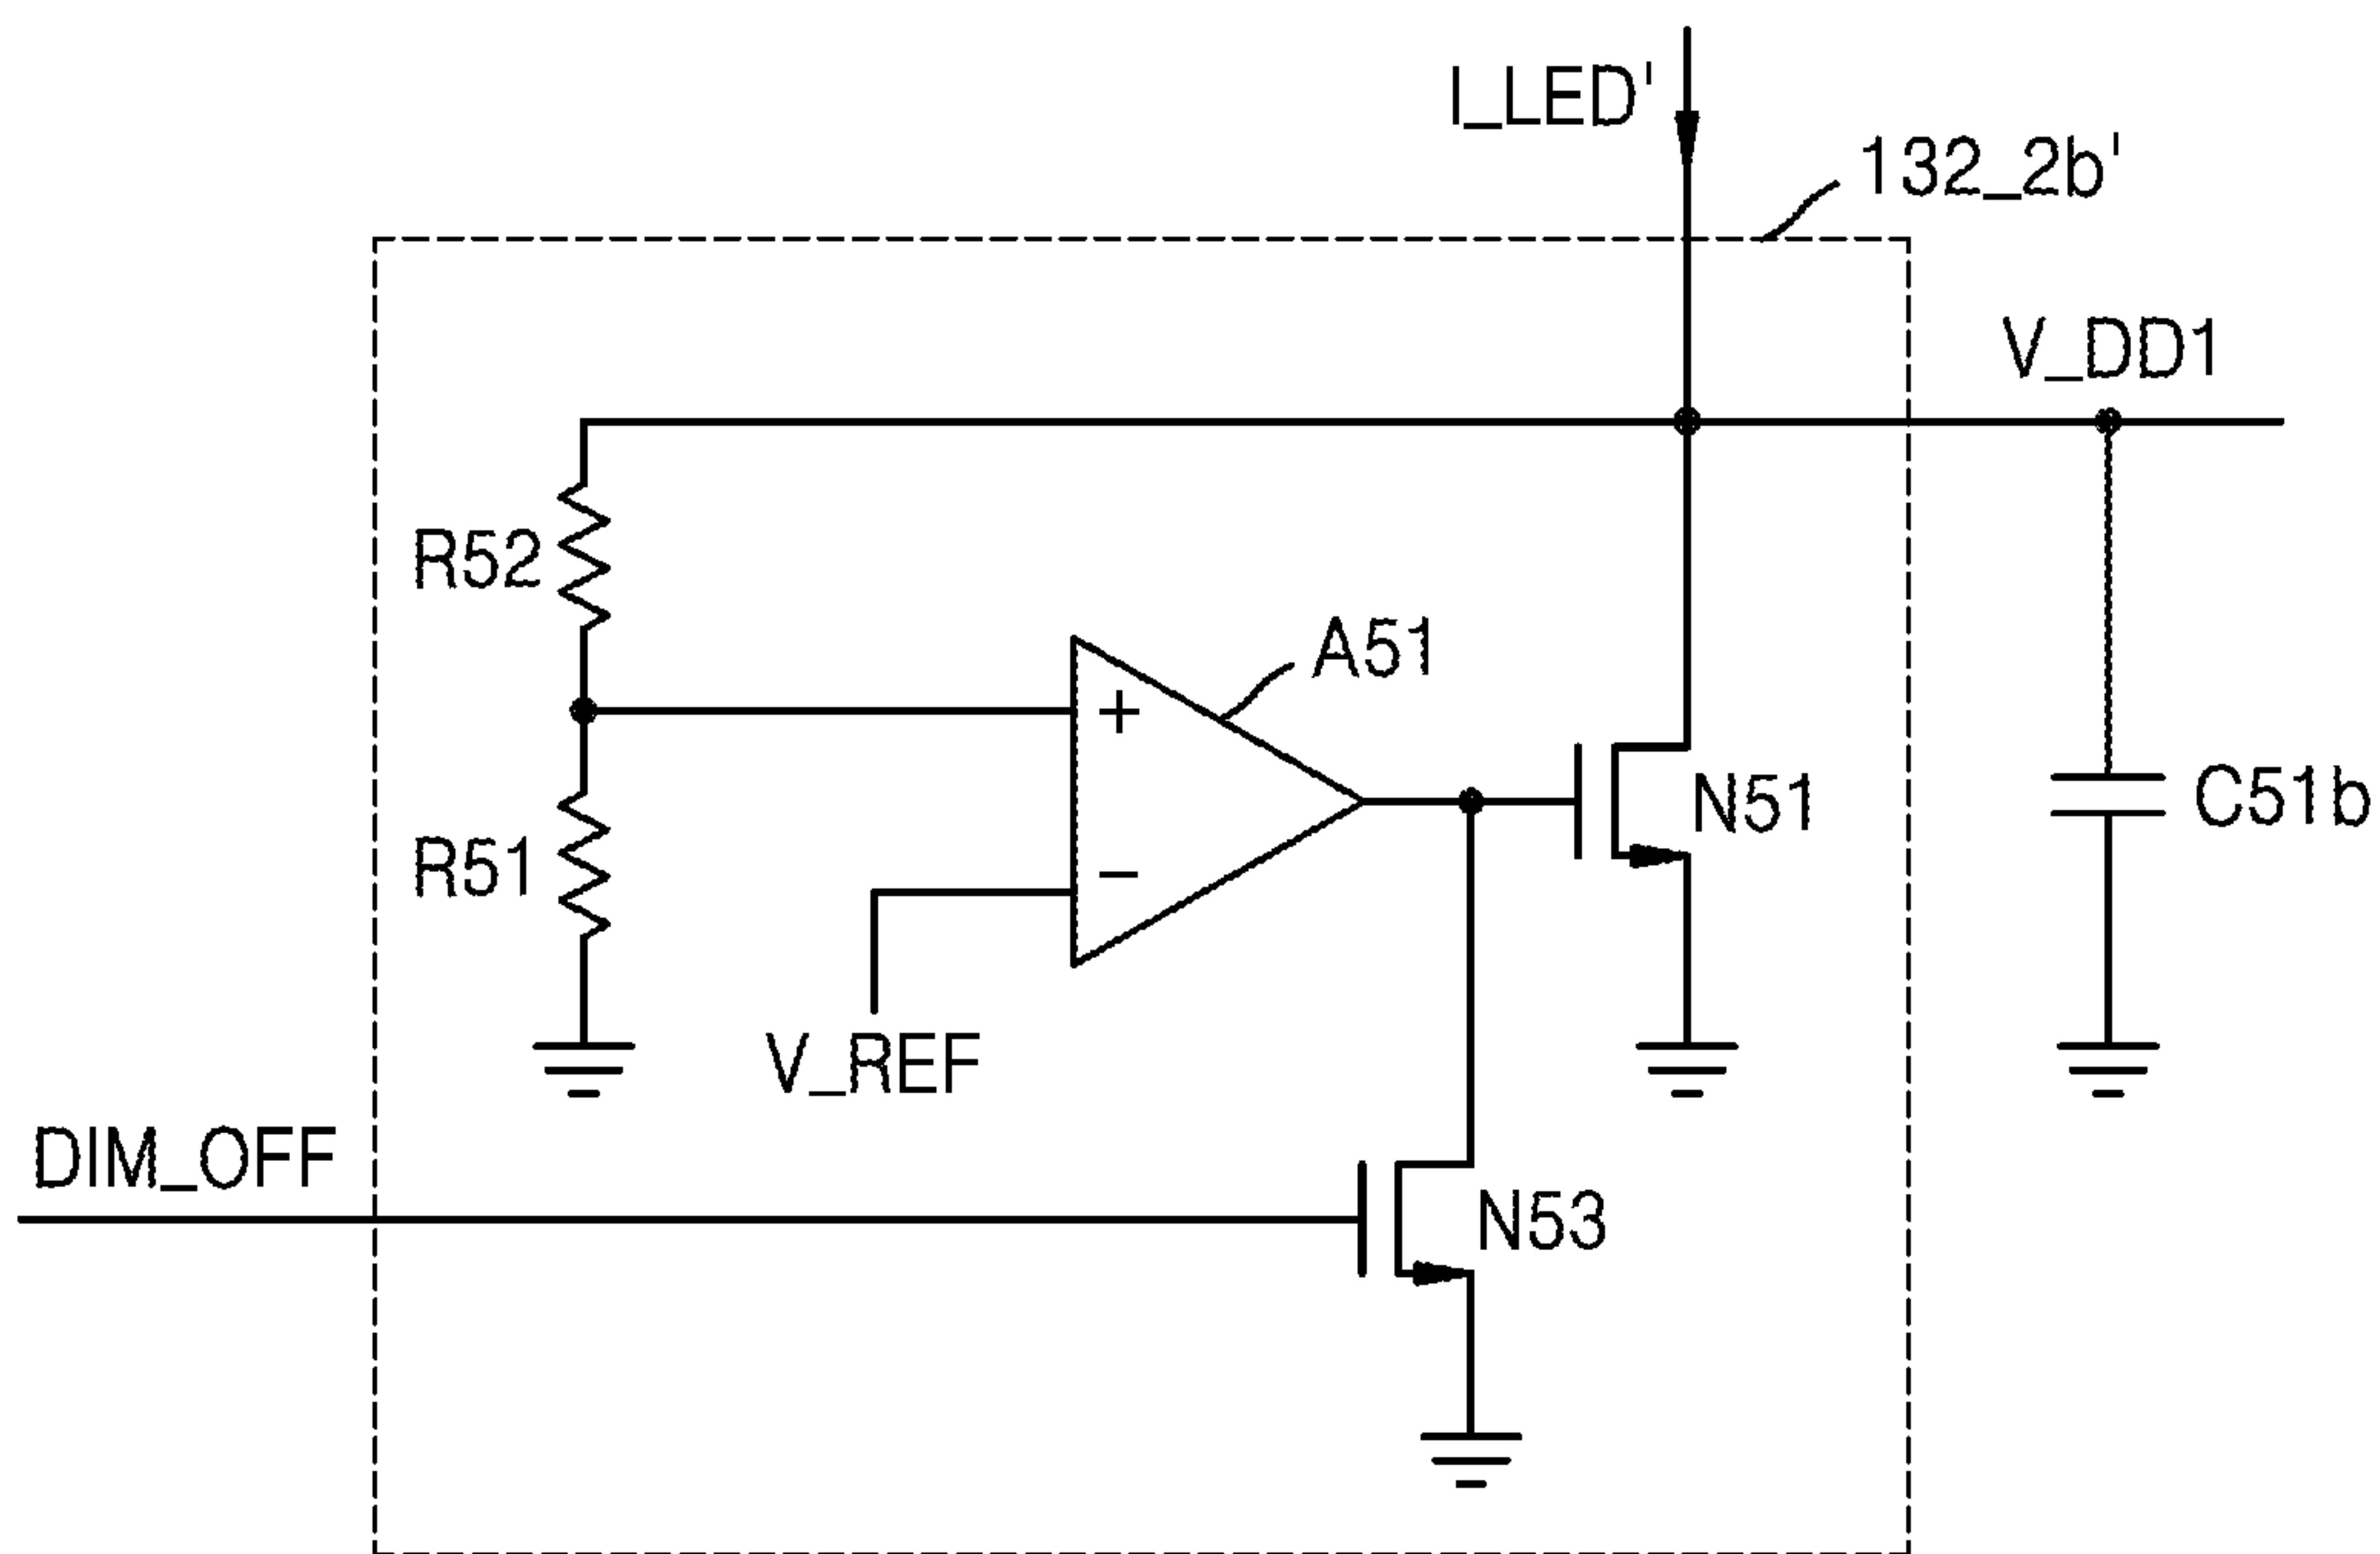 I_LED'
132_2b'
V_DD1
R52
A51
+
N51
C51b
R51
−
V_REF
DIM_OFF
N53